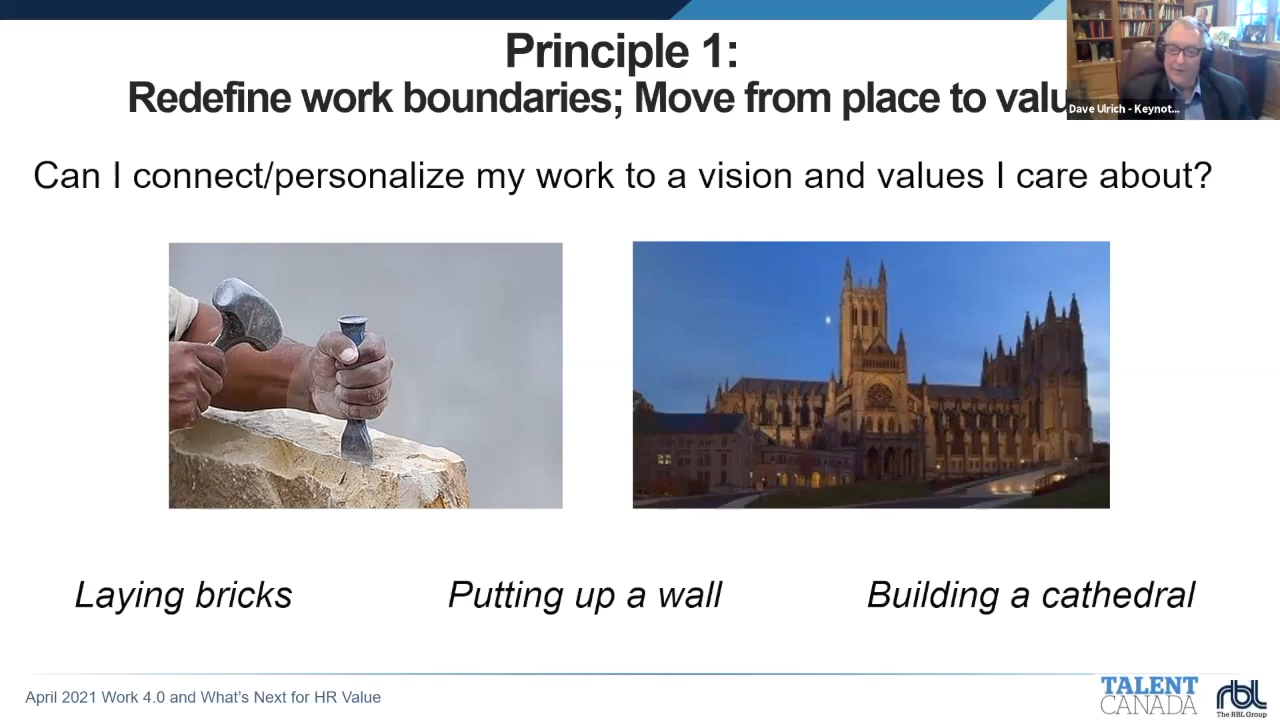 Principle 1:
Redefine work boundaries; Move from place to valu
Dave Ulrich - Keynot...
Can I connect/personalize my work to a vision and values I care about?
Laying bricks
Putting up a wall
Building a cathedral
April 2021 Work 4.0 and What's Next for HR Value
TALENT
CANADA
rbl
The RBL Group